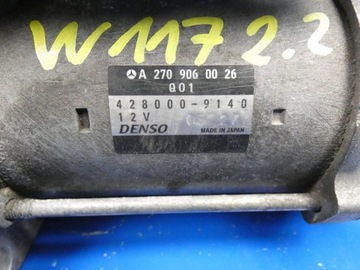 W117 2.2
A 270 906 00 26
Q01
428000-9140
12V
DENSO MADE IN JAPAN